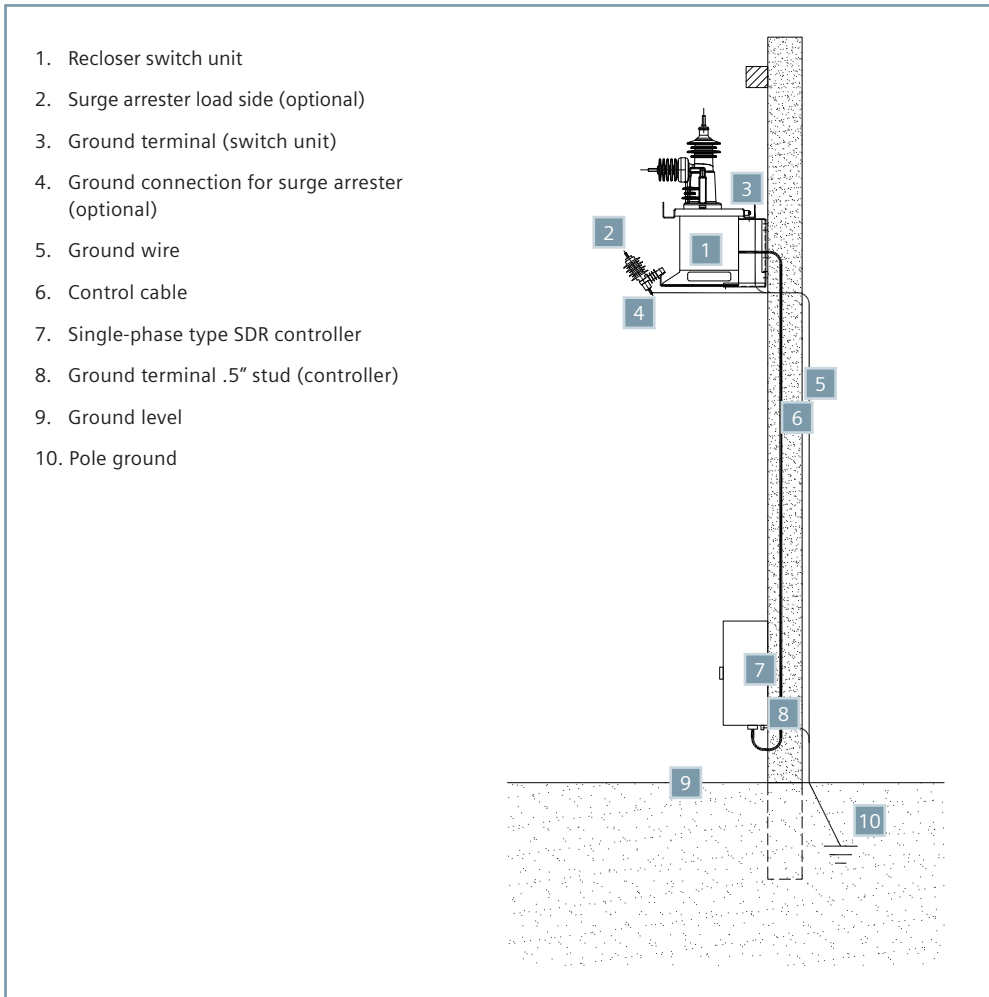 1. Recloser switch unit
2. Surge arrester load side (optional)
3. Ground terminal (switch unit)
4. Ground connection for surge arrester
(optional)
5. Ground wire
6. Control cable
7. Single-phase type SDR controller
8. Ground terminal .5” stud (controller)
9. Ground level
10. Pole ground
3
2
1
4
5
6
7
8
9
10